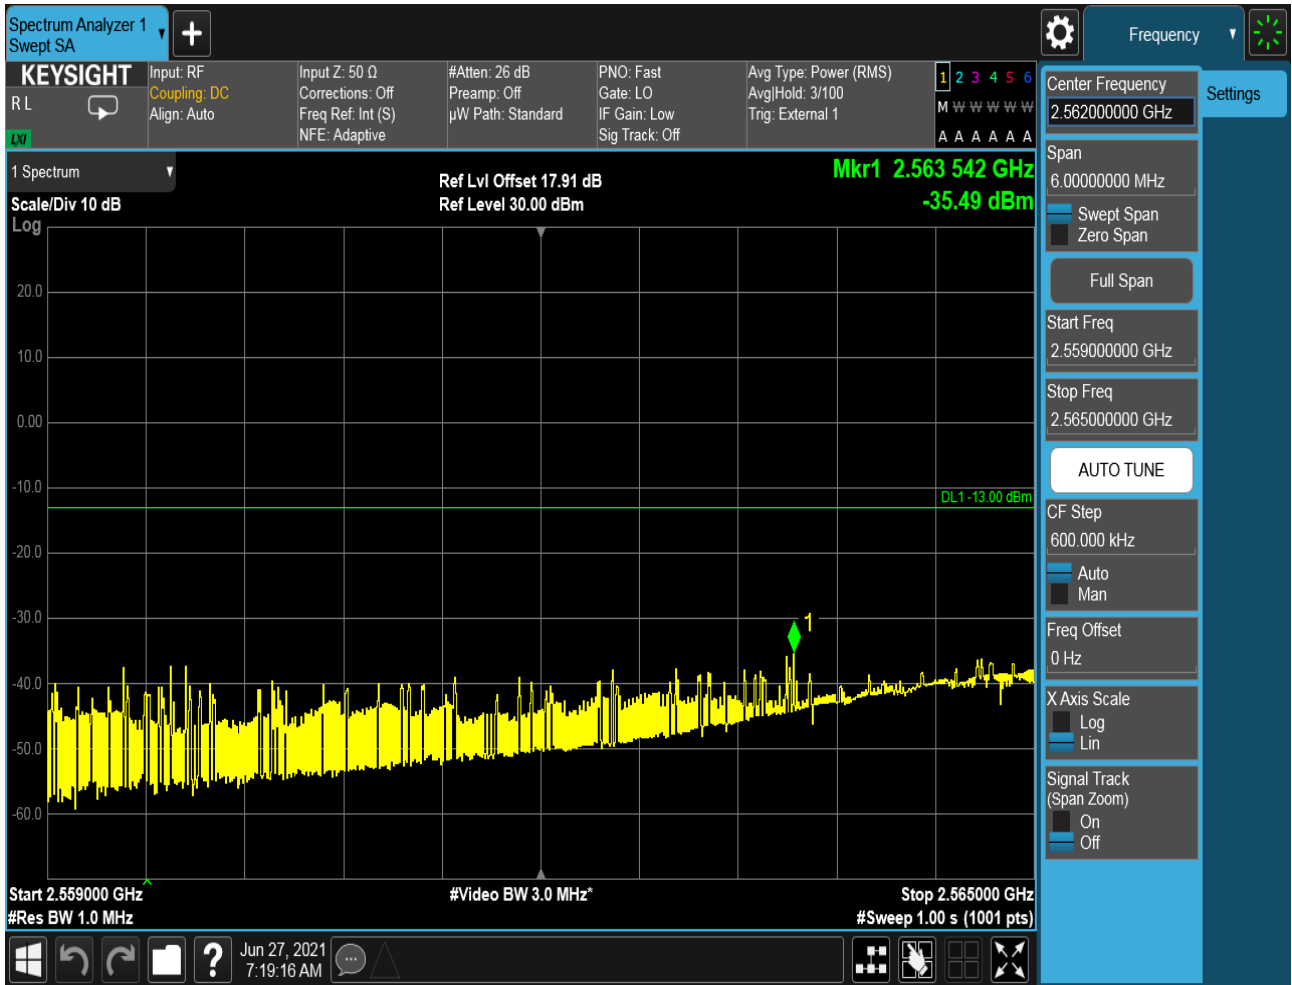 Spectrum Analyzer 1
Swept SA
Frequency
KEYSIGHT
R L
LXI
Input: RF
Coupling: DC
Align: Auto
Input Z: 50 Ω
Corrections: Off
Freq Ref: Int (S)
NFE: Adaptive
#Atten: 26 dB
Preamp: Off
µW Path: Standard
PNO: Fast
Gate: LO
IF Gain: Low
Sig Track: Off
Avg Type: Power (RMS)
Avg|Hold: 3/100
Trig: External 1
1 2 3 4 5 6
M W W W W W
A A A A A A
1 Spectrum
Scale/Div 10 dB
Log
Ref Lvl Offset 17.91 dB
Ref Level 30.00 dBm
Mkr1 2.563 542 GHz
-35.49 dBm
20.0
10.0
0.00
-10.0
DL1 -13.00 dBm
-20.0
-30.0
1
-40.0
-50.0
-60.0
Start 2.559000 GHz
#Video BW 3.0 MHz*
Stop 2.565000 GHz
#Res BW 1.0 MHz
#Sweep 1.00 s (1001 pts)
?
Jun 27, 2021
7:19:16 AM
Center Frequency
2.562000000 GHz
Settings
Span
6.00000000 MHz
Swept Span
Zero Span
Full Span
Start Freq
2.559000000 GHz
Stop Freq
2.565000000 GHz
AUTO TUNE
CF Step
600.000 kHz
Auto
Man
Freq Offset
0 Hz
X Axis Scale
Log
Lin
Signal Track
(Span Zoom)
On
Off